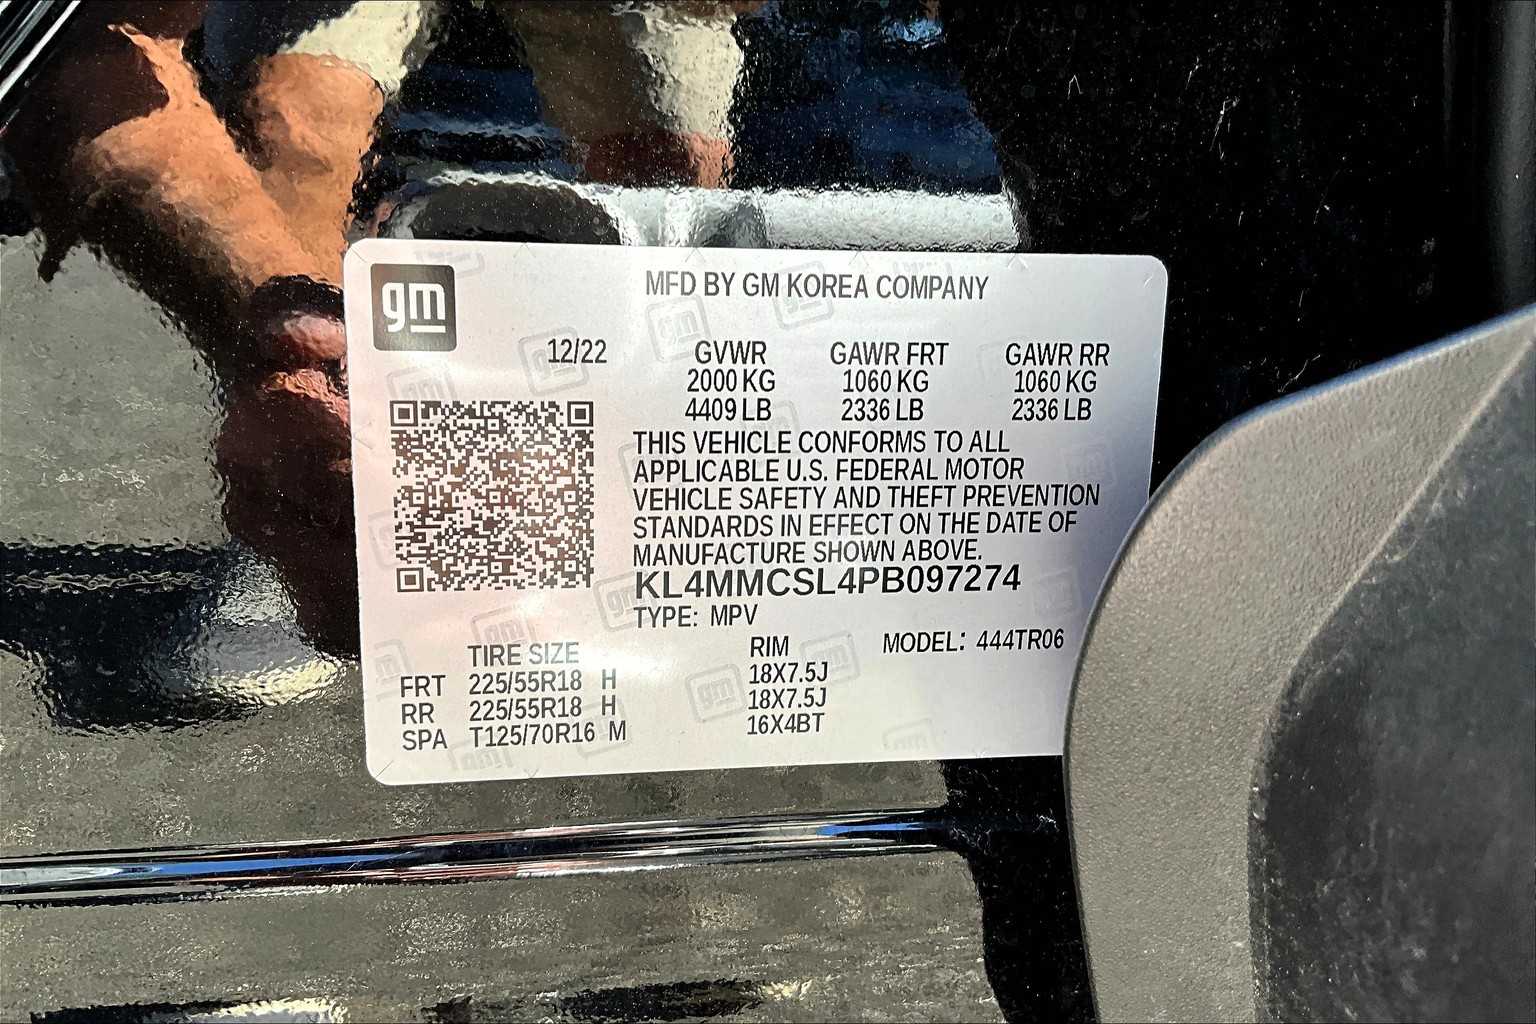 gm
MFD BY GM KOREA COMPANY
12/22 GVWR GAWR FRT GAWR RR
2000 KG 1060 KG 1060 KG
4409 LB 2336 LB 2336 LB
THIS VEHICLE CONFORMS TO ALL
APPLICABLE U.S. FEDERAL MOTOR
VEHICLE SAFETY AND THEFT PREVENTION
STANDARDS IN EFFECT ON THE DATE OF
MANUFACTURE SHOWN ABOVE.
KL4MMCSL4PB097274
TYPE: MPV
TIRE SIZE RIM MODEL: 444TR06
FRT 225/55R18 H 18X7.5J
RR 225/55R18 H 18X7.5J
SPA T125/70R16 M 16X4BT